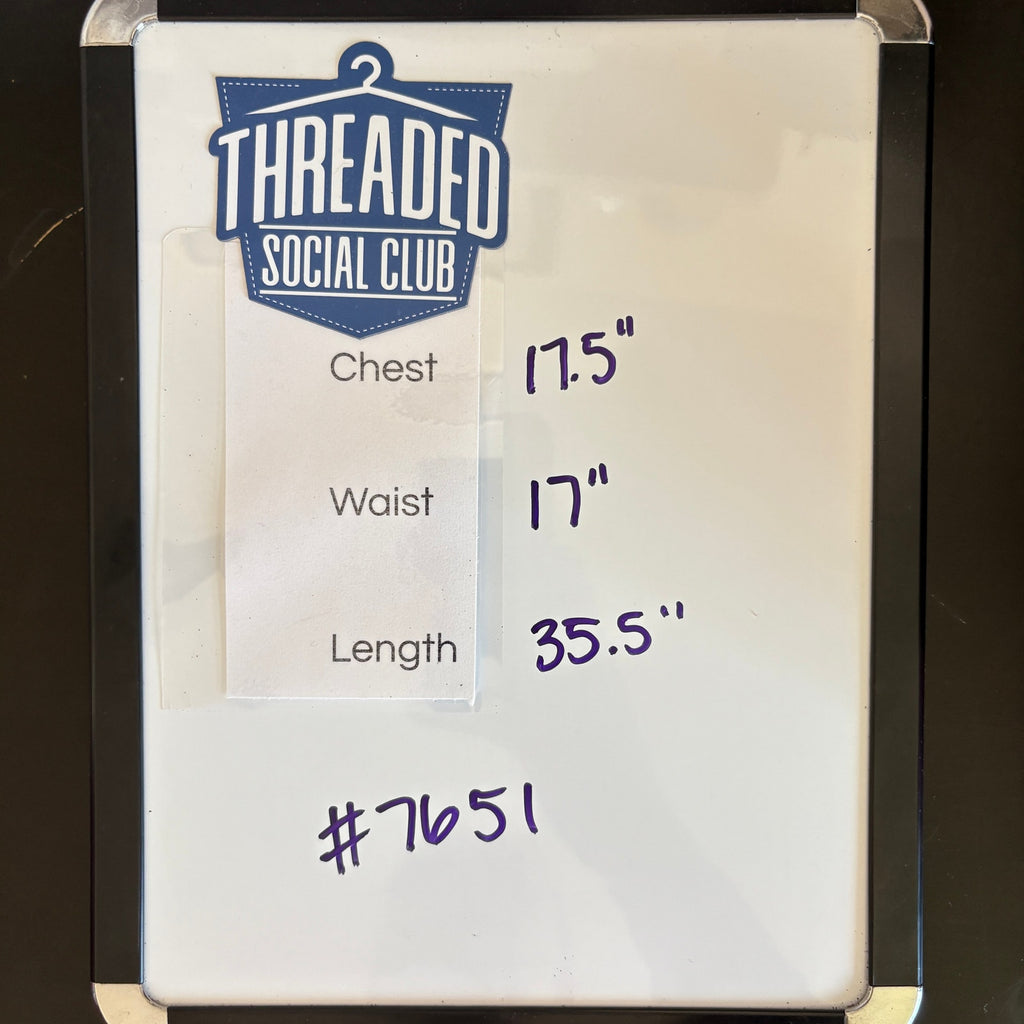 THREADED
SOCIAL CLUB
Chest 17.5"
Waist 17"
Length 35.5"
#7651